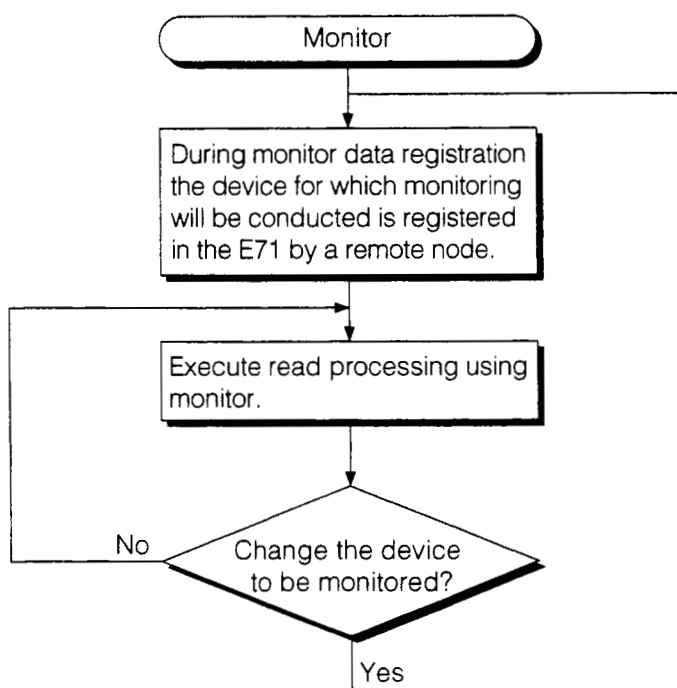 Monitor
During monitor data registration
the device for which monitoring
will be conducted is registered
in the E71 by a remote node.
Execute read processing using
monitor.
No
Change the device
to be monitored?
Yes